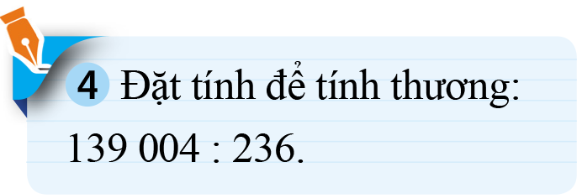 4 Đặt tính để tính thương:
139 004 : 236.